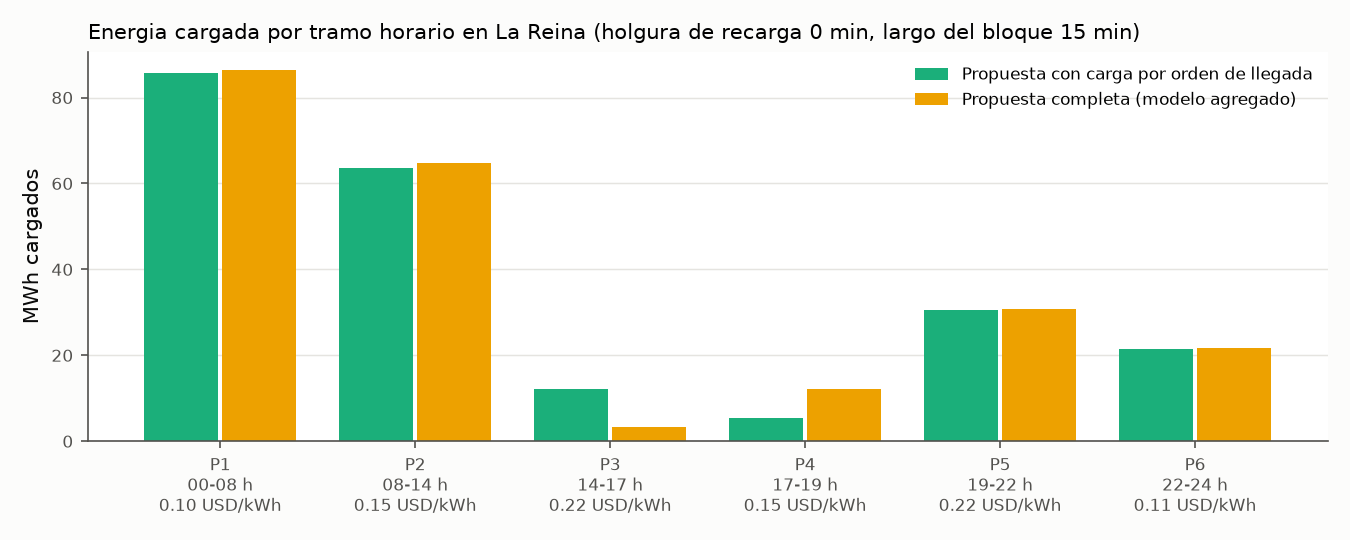 Energia cargada por tramo horario en La Reina (holgura de recarga 0 min, largo del bloque 15 min)
Propuesta con carga por orden de llegada
Propuesta completa (modelo agregado)
MWh cargados
80
60
40
20
0
P1 P2 P3 P4 P5 P6
00-08 h 08-14 h 14-17 h 17-19 h 19-22 h 22-24 h
0.10 USD/kWh 0.15 USD/kWh 0.22 USD/kWh 0.15 USD/kWh 0.22 USD/kWh 0.11 USD/kWh